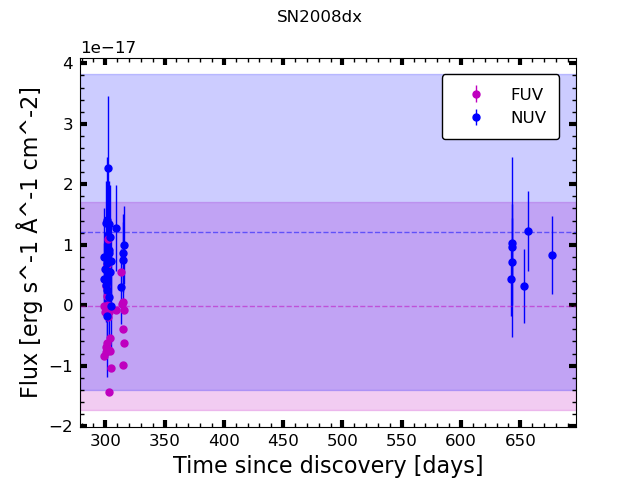 SN2008dx
1e−17
4
3
2
1
0
−1
−2
Flux [erg s^-1 Å^-1 cm^-2]
FUV
NUV
300 350 400 450 500 550 600 650
Time since discovery [days]